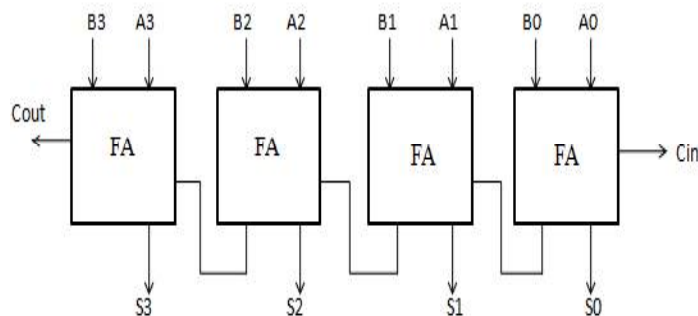 B3 A3 B2 A2 B1 A1 B0 A0
Cout FA FA FA FA Cin
S3 S2 S1 S0